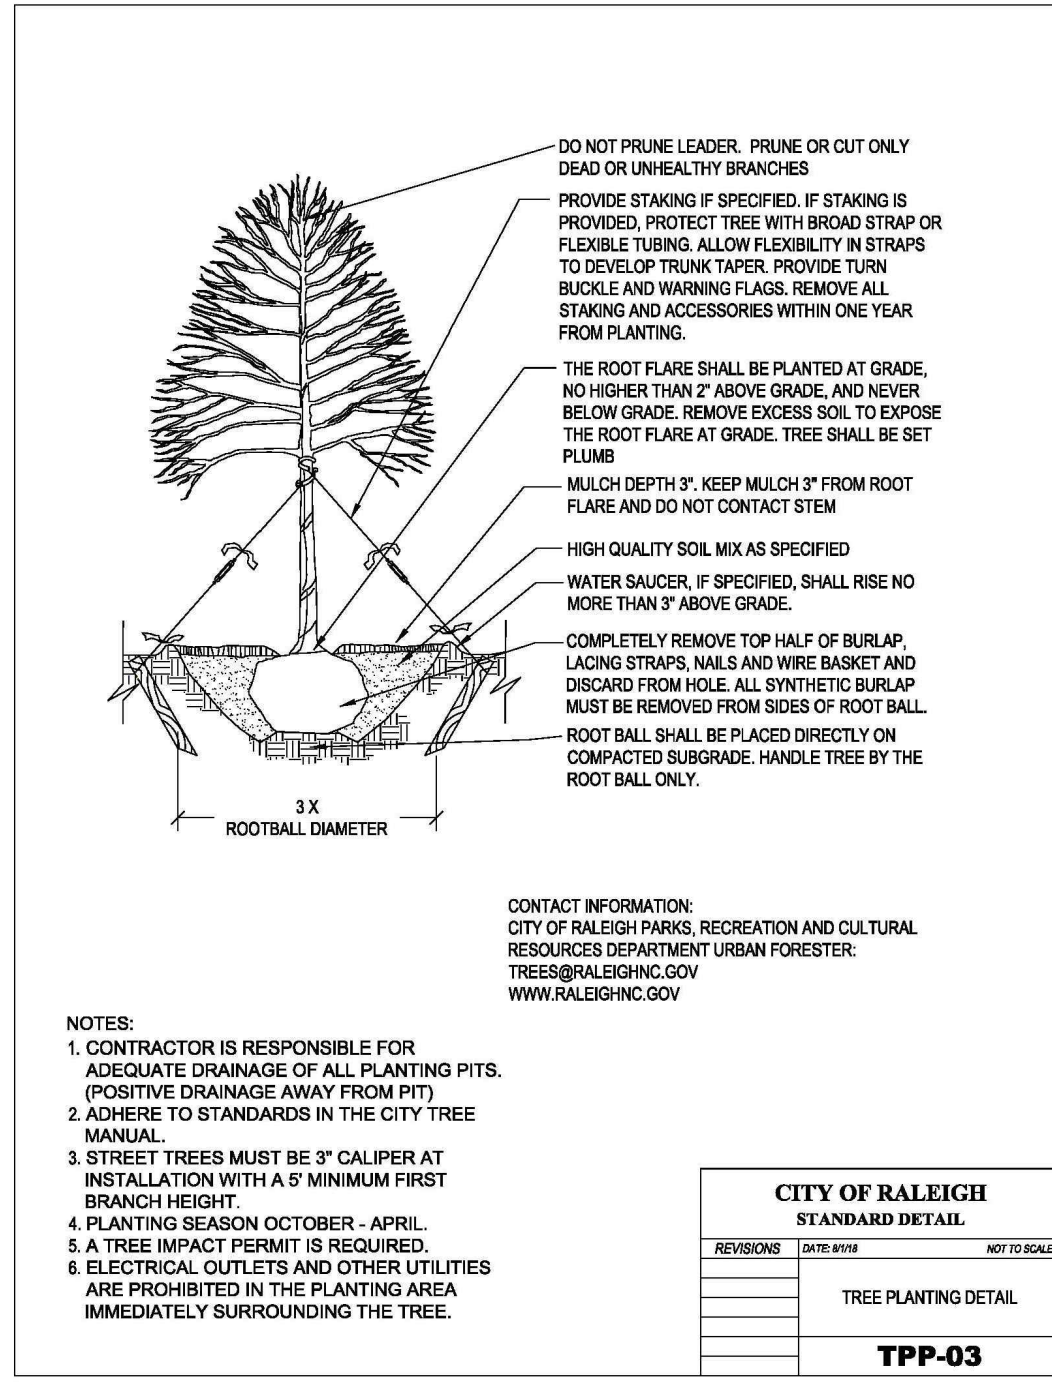 DO NOT PRUNE LEADER. PRUNE OR CUT ONLY
DEAD OR UNHEALTHY BRANCHES
PROVIDE STAKING IF SPECIFIED. IF STAKING IS
PROVIDED, PROTECT TREE WITH BROAD STRAP OR
FLEXIBLE TUBING. ALLOW FLEXIBILITY IN STRAPS
TO DEVELOP TRUNK TAPER. PROVIDE TURN
BUCKLE AND WARNING FLAGS. REMOVE ALL
STAKING AND ACCESSORIES WITHIN ONE YEAR
FROM PLANTING.
THE ROOT FLARE SHALL BE PLANTED AT GRADE,
NO HIGHER THAN 2" ABOVE GRADE, AND NEVER
BELOW GRADE. REMOVE EXCESS SOIL TO EXPOSE
THE ROOT FLARE AT GRADE. TREE SHALL BE SET
PLUMB
MULCH DEPTH 3". KEEP MULCH 3" FROM ROOT
FLARE AND DO NOT CONTACT STEM
HIGH QUALITY SOIL MIX AS SPECIFIED
WATER SAUCER, IF SPECIFIED, SHALL RISE NO
MORE THAN 3" ABOVE GRADE.
COMPLETELY REMOVE TOP HALF OF BURLAP,
LACING STRAPS, NAILS AND WIRE BASKET AND
DISCARD FROM HOLE. ALL SYNTHETIC BURLAP
MUST BE REMOVED FROM SIDES OF ROOT BALL.
ROOT BALL SHALL BE PLACED DIRECTLY ON
COMPACTED SUBGRADE. HANDLE TREE BY THE
ROOT BALL ONLY.
3 X
ROOTBALL DIAMETER
CONTACT INFORMATION:
CITY OF RALEIGH PARKS, RECREATION AND CULTURAL
RESOURCES DEPARTMENT URBAN FORESTER:
TREES@RALEIGHNC.GOV
WWW.RALEIGHNC.GOV
NOTES:
1. CONTRACTOR IS RESPONSIBLE FOR
ADEQUATE DRAINAGE OF ALL PLANTING PITS.
(POSITIVE DRAINAGE AWAY FROM PIT)
2. ADHERE TO STANDARDS IN THE CITY TREE
MANUAL.
3. STREET TREES MUST BE 3" CALIPER AT
INSTALLATION WITH A 5' MINIMUM FIRST
BRANCH HEIGHT.
4. PLANTING SEASON OCTOBER - APRIL.
5. A TREE IMPACT PERMIT IS REQUIRED.
6. ELECTRICAL OUTLETS AND OTHER UTILITIES
ARE PROHIBITED IN THE PLANTING AREA
IMMEDIATELY SURROUNDING THE TREE.
CITY OF RALEIGH
STANDARD DETAIL
REVISIONS DATE: 8/1/18 NOT TO SCALE
TREE PLANTING DETAIL
TPP-03